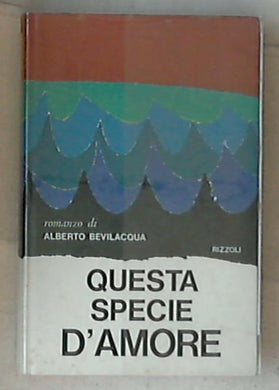 romanzo di
ALBERTO BEVILACQUA
RIZZOLI
QUESTA
SPECIE
D'AMORE